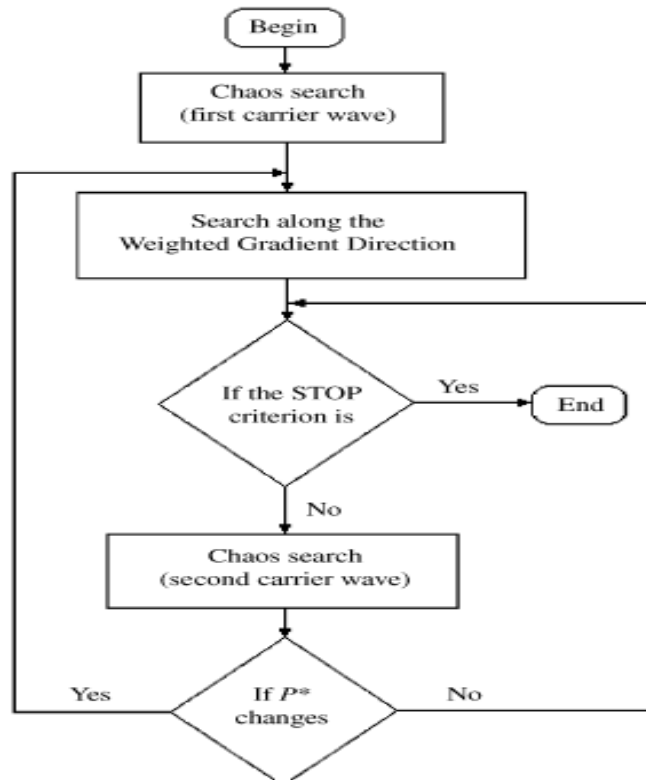 Begin
Chaos search
(first carrier wave)
Search along the
Weighted Gradient Direction
If the STOP
criterion is
Yes
End
No
Chaos search
(second carrier wave)
Yes
If P*
changes
No